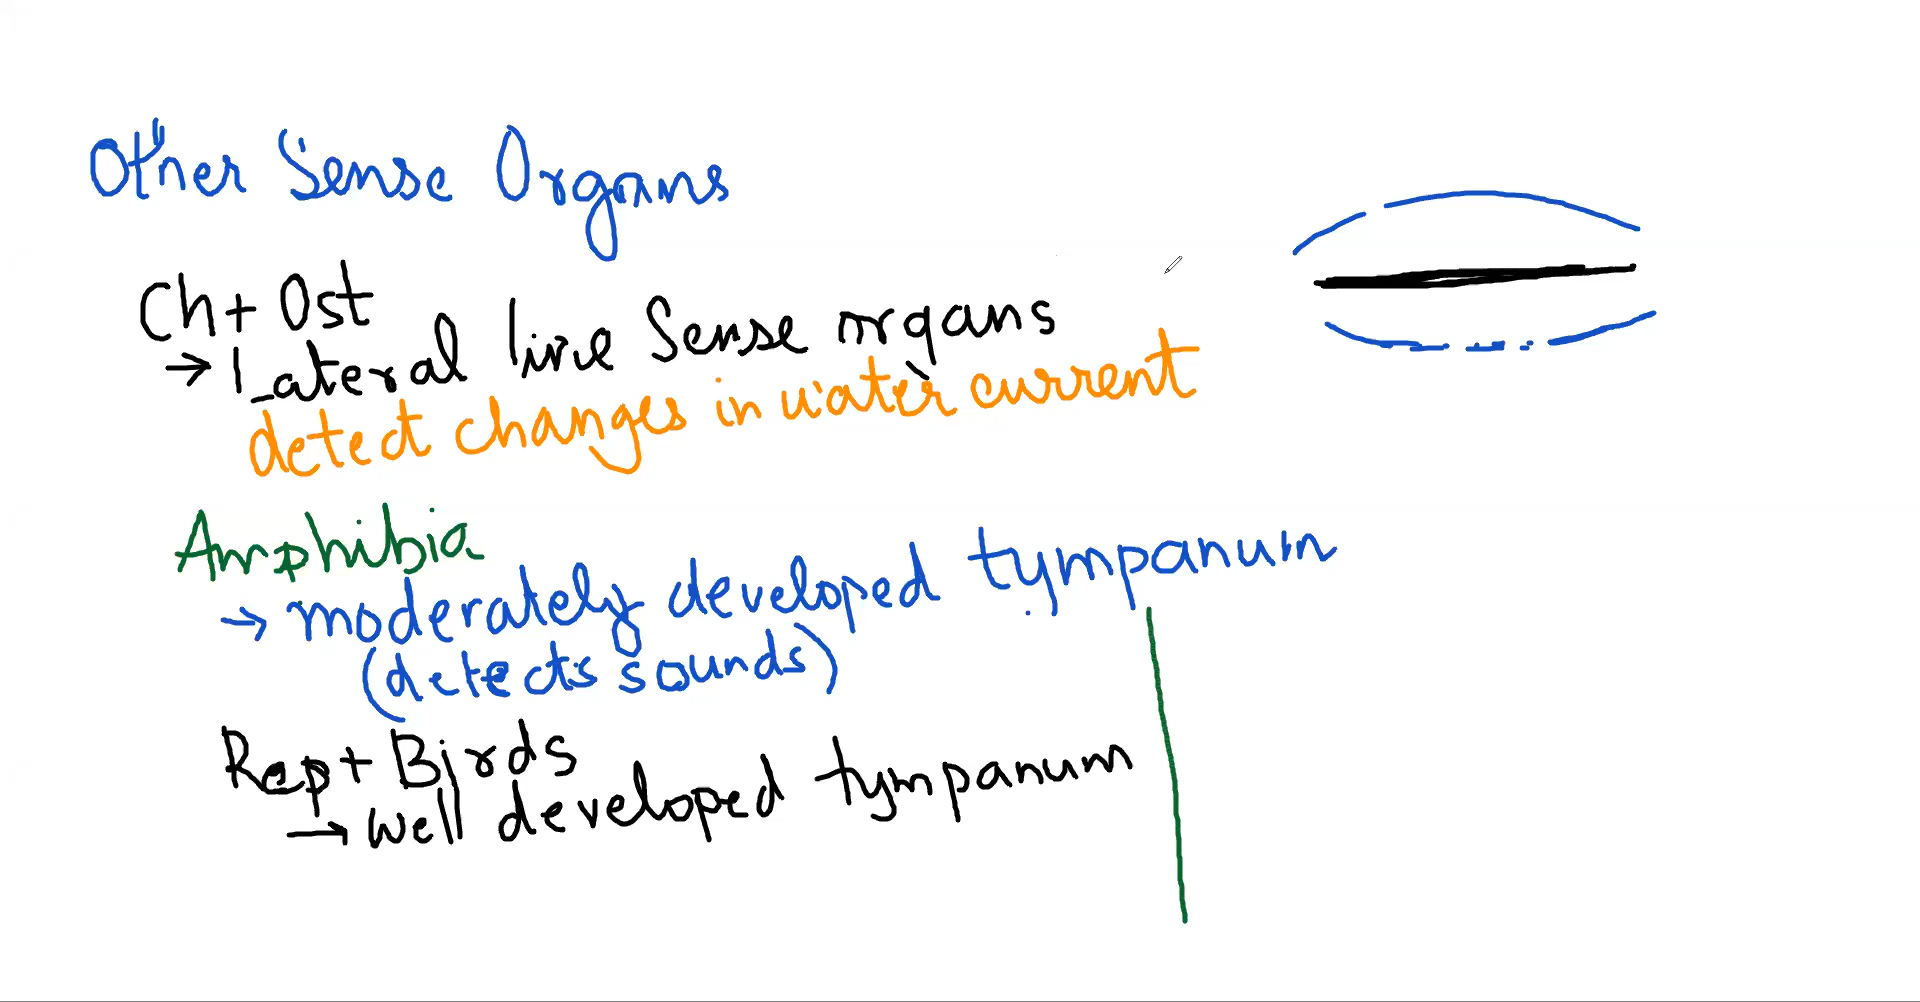 Other Sense Organs
Ch + Ost
→ Lateral line Sense organs
detect changes in water current
Amphibia
→ moderately developed tympanum
(detects sounds)
Rep + Birds
→ well developed tympanum